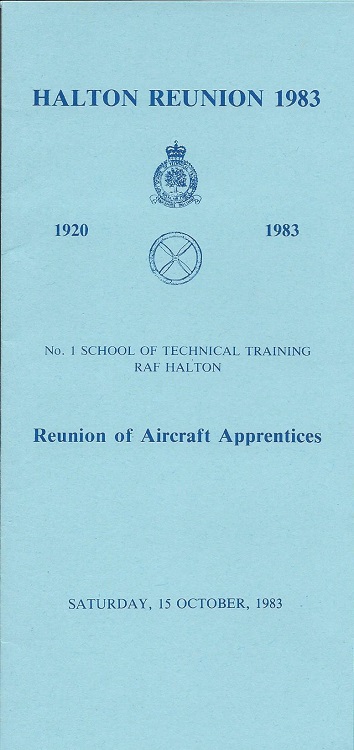 HALTON REUNION 1983
1920 1983
No. 1 SCHOOL OF TECHNICAL TRAINING
RAF HALTON
Reunion of Aircraft Apprentices
SATURDAY, 15 OCTOBER, 1983